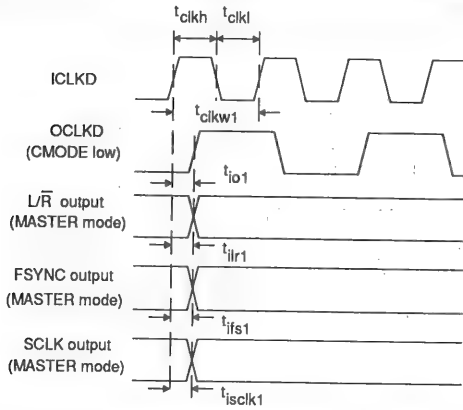 tclkh tclkl
ICLKD
tclkw1
OCLKD
(CMODE low)
tio1
L/R̅ output
(MASTER mode)
tilr1
FSYNC output
(MASTER mode)
tifs1
SCLK output
(MASTER mode)
tisclk1